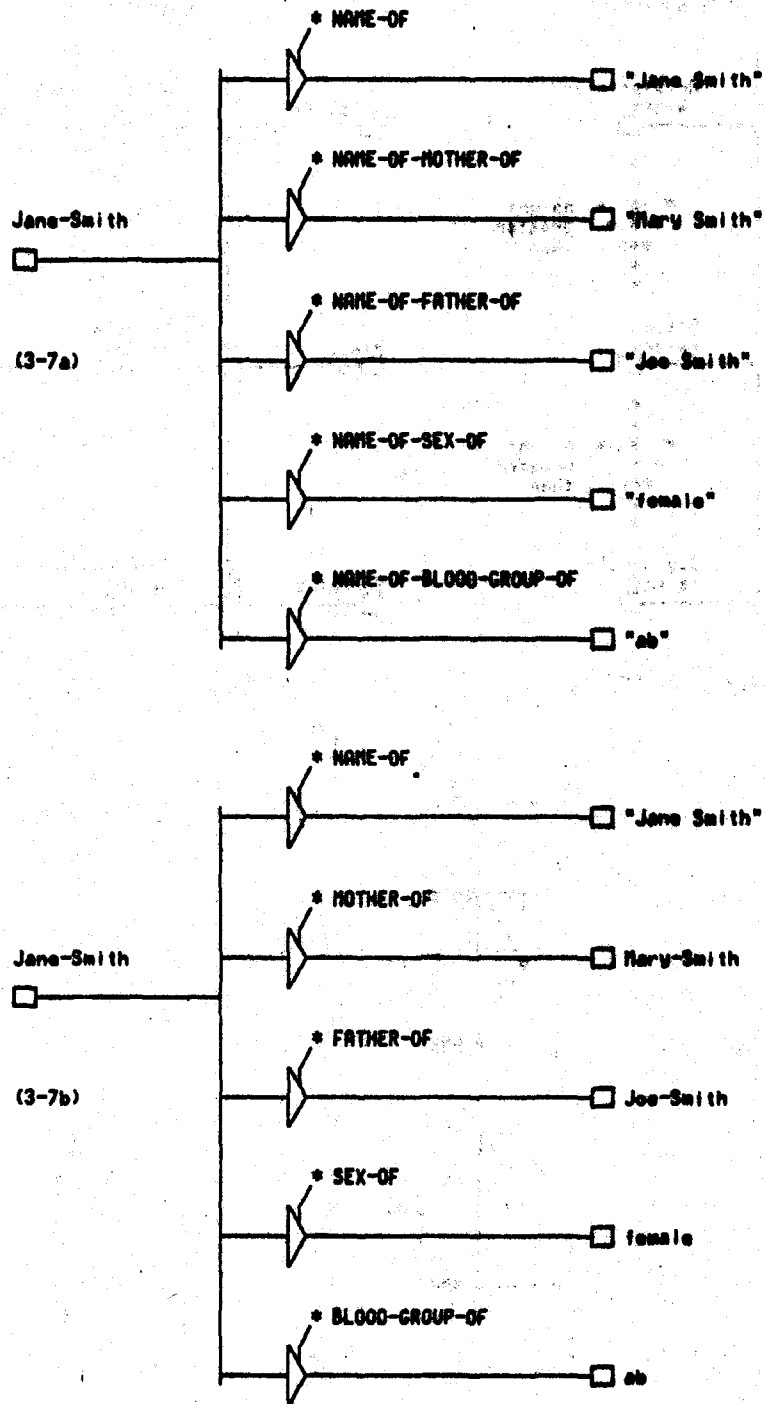 * NAME-OF
"Jane Smith"
* NAME-OF-MOTHER-OF
"Mary Smith"
Jane-Smith
* NAME-OF-FATHER-OF
(3-7a)
"Joe Smith"
* NAME-OF-SEX-OF
"female"
* NAME-OF-BLOOD-GROUP-OF
"ab"
* NAME-OF
"Jane Smith"
* MOTHER-OF
Jane-Smith
Mary-Smith
* FATHER-OF
(3-7b)
Joe-Smith
* SEX-OF
female
* BLOOD-GROUP-OF
ab